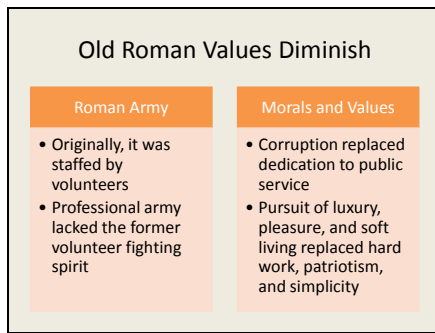 Old Roman Values Diminish
Roman Army
• Originally, it was
staffed by
volunteers
• Professional army
lacked the former
volunteer fighting
spirit
Morals and Values
• Corruption replaced
dedication to public
service
• Pursuit of luxury,
pleasure, and soft
living replaced hard
work, patriotism,
and simplicity